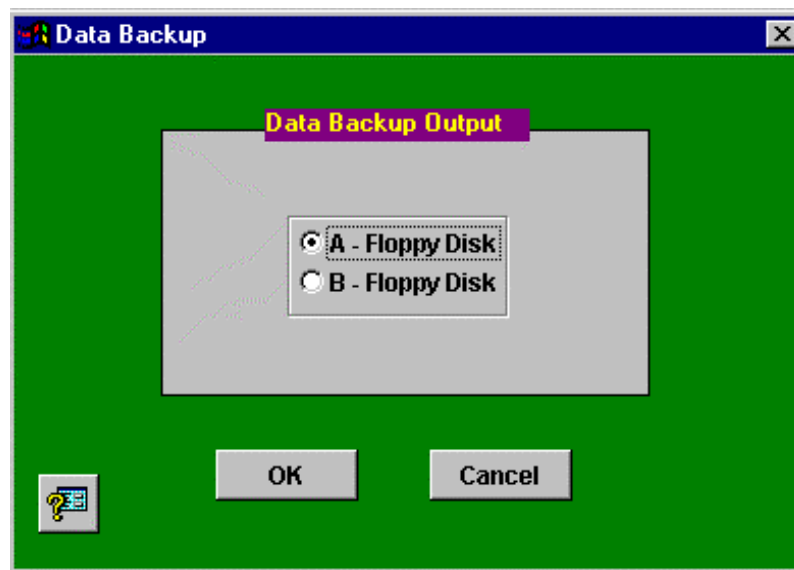 Data Backup
Data Backup Output
A - Floppy Disk
B - Floppy Disk
OK
Cancel